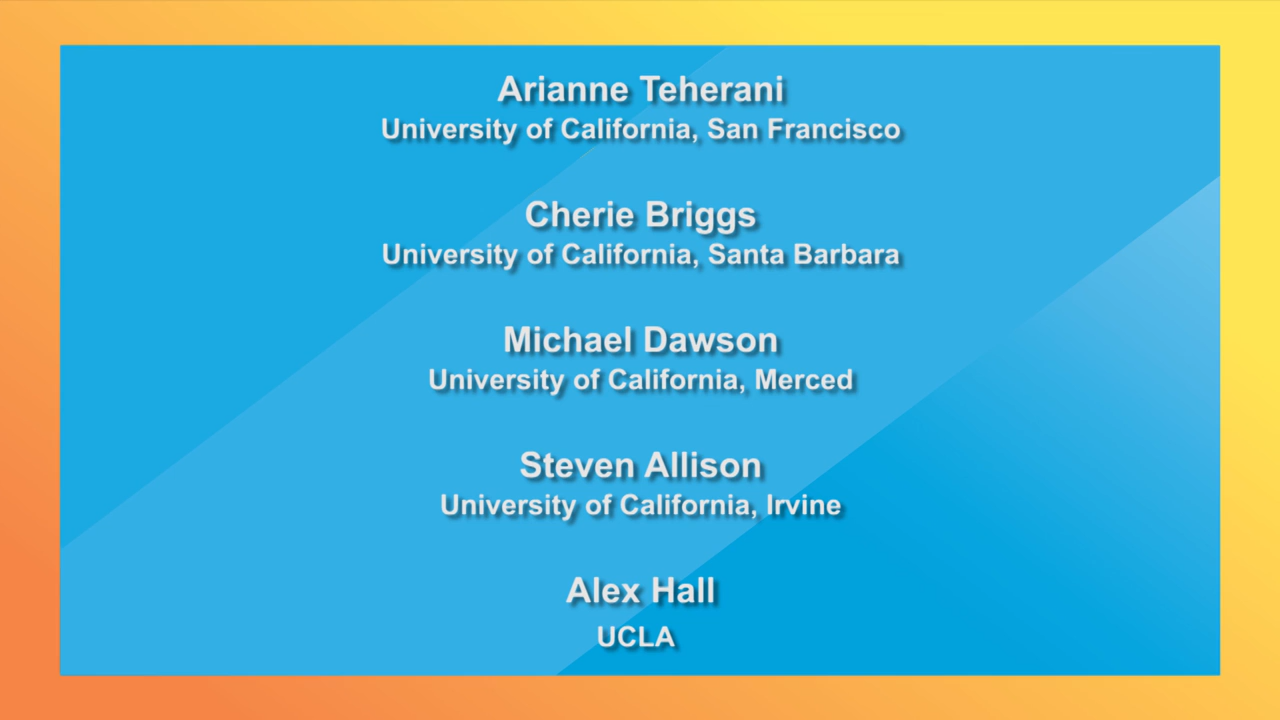 Arianne Teherani
University of California, San Francisco
Cherie Briggs
University of California, Santa Barbara
Michael Dawson
University of California, Merced
Steven Allison
University of California, Irvine
Alex Hall
UCLA